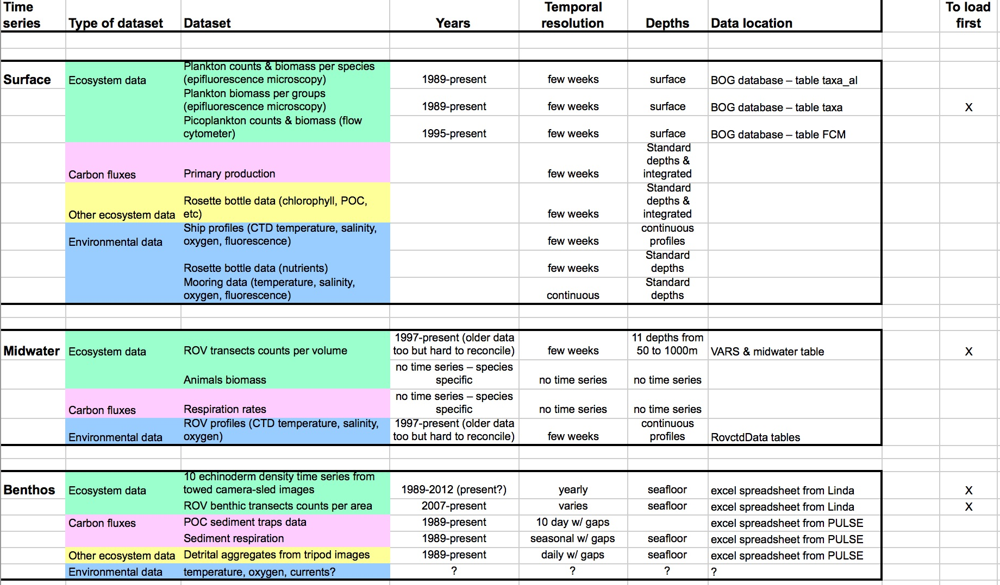 Time series	Type of dataset	Dataset	Years	Temporal resolution	Depths	Data location	To load first
Surface	Ecosystem data	Plankton counts & biomass per species (epifluorescence microscopy)	1989-present	few weeks	surface	BOG database – table taxa_al
Plankton biomass per groups (epifluorescence microscopy)	1989-present	few weeks	surface	BOG database – table taxa	X
Picoplankton counts & biomass (flow cytometer)	1995-present	few weeks	surface	BOG database – table FCM
Carbon fluxes	Primary production	few weeks	Standard depths & integrated
Other ecosystem data	Rosette bottle data (chlorophyll, POC, etc)	few weeks	Standard depths & integrated
Environmental data	Ship profiles (CTD temperature, salinity, oxygen, fluorescence)	few weeks	continuous profiles
Rosette bottle data (nutrients)	few weeks	Standard depths
Mooring data (temperature, salinity, oxygen, fluorescence)	continuous	Standard depths
Midwater	Ecosystem data	ROV transects counts per volume	1997-present (older data too but hard to reconcile)	few weeks	11 depths from 50 to 1000m	VARS & midwater table	X
Animals biomass	no time series – species specific	no time series	no time series
Carbon fluxes	Respiration rates	no time series – species specific	no time series	no time series
Environmental data	ROV profiles (CTD temperature, salinity, oxygen)	1997-present (older data too but hard to reconcile)	few weeks	continuous profiles	RovctdData tables
Benthos	Ecosystem data	10 echinoderm density time series from towed camera-sled images	1989-2012 (present?)	yearly	seafloor	excel spreadsheet from Linda	X
ROV benthic transects counts per area	2007-present	varies	seafloor	excel spreadsheet from Linda	X
Carbon fluxes	POC sediment traps data	1989-present	10 day w/ gaps	excel spreadsheet from PULSE
Sediment respiration	1989-present	seasonal w/ gaps	seafloor	excel spreadsheet from PULSE
Other ecosystem data	Detrital aggregates from tripod images	1989-present	daily w/ gaps	seafloor	excel spreadsheet from PULSE
Environmental data	temperature, oxygen, currents?	?	?	?	?